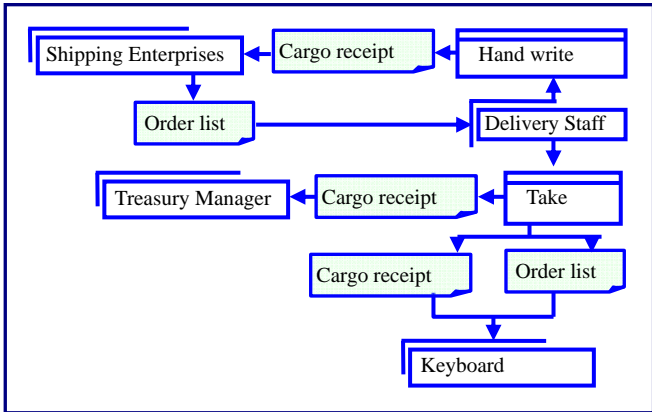 Shipping Enterprises
Cargo receipt
Hand write
Order list
Delivery Staff
Treasury Manager
Cargo receipt
Take
Cargo receipt
Order list
Keyboard